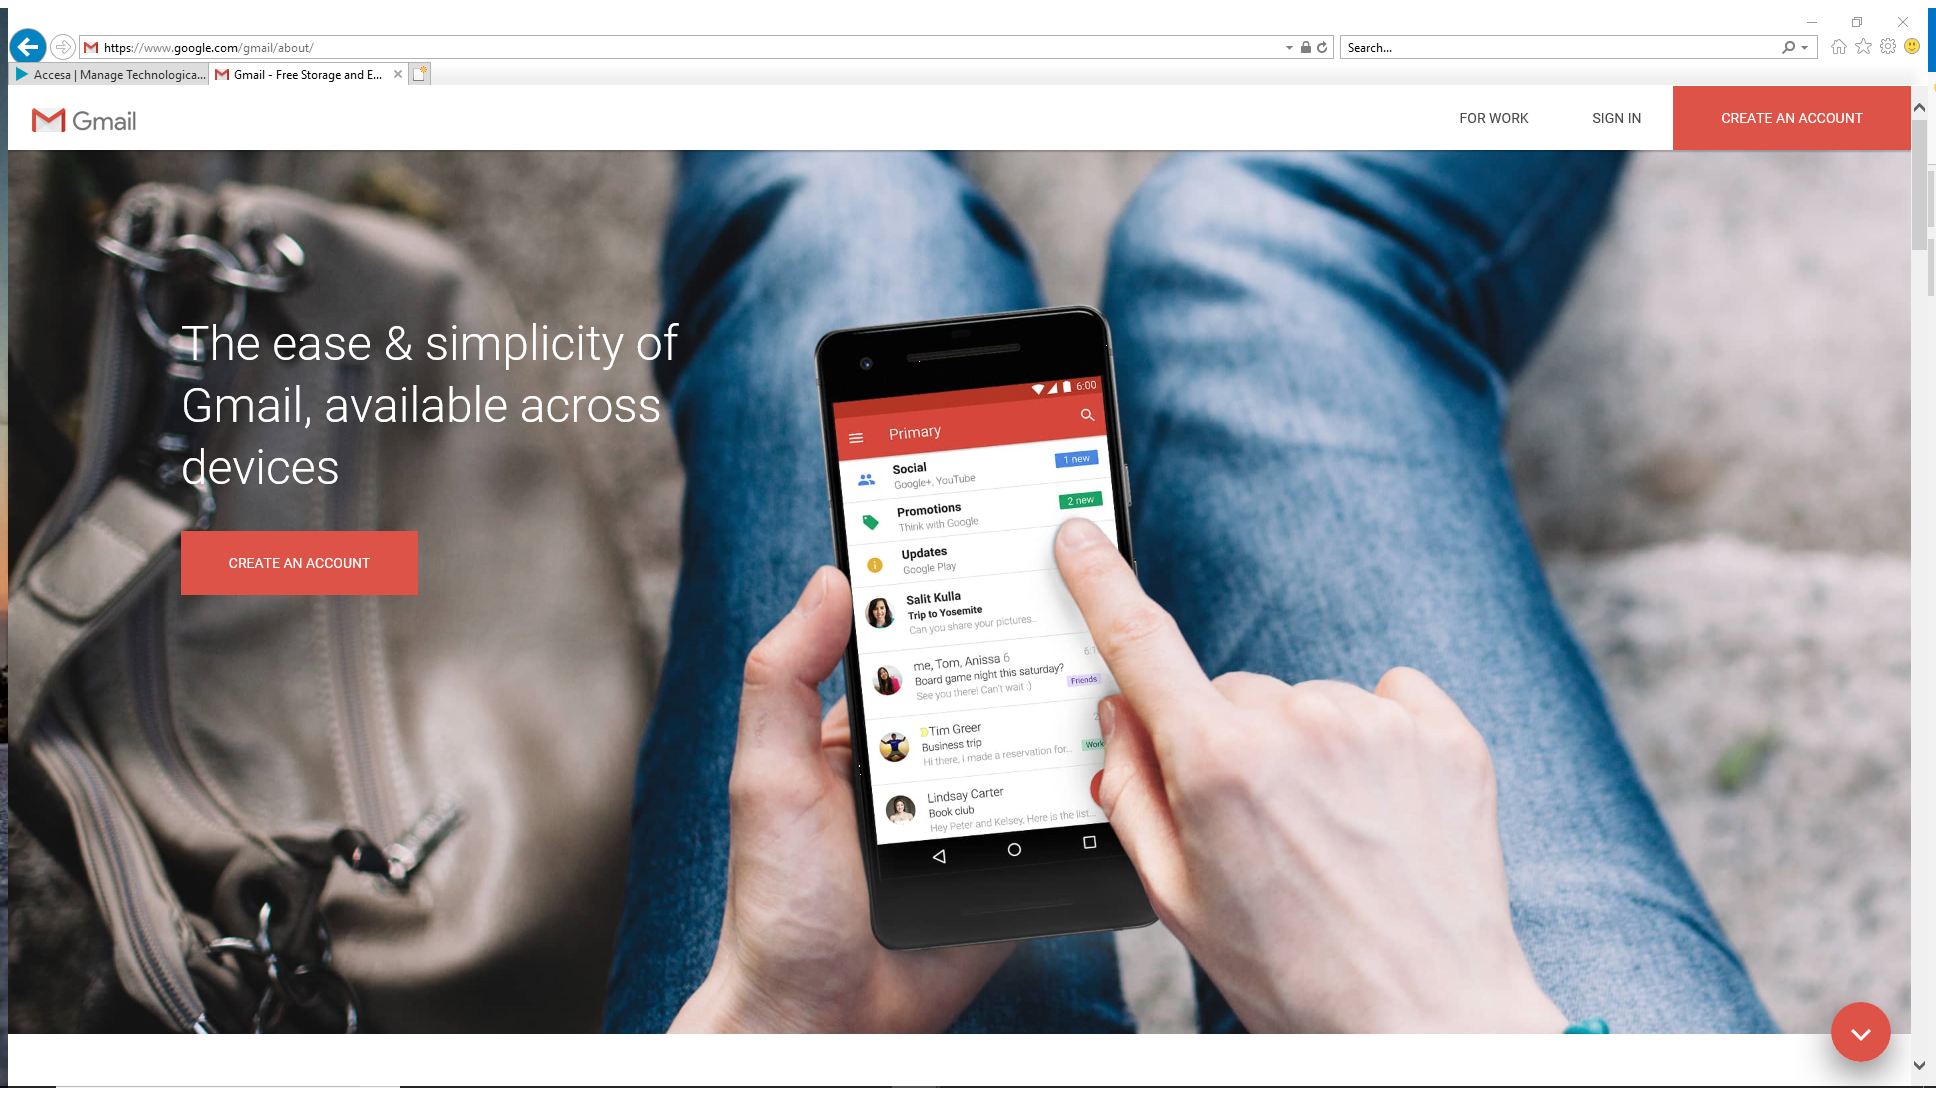 https://www.google.com/gmail/about/
Search...
Accesa | Manage Technologica...
Gmail - Free Storage and E...
Gmail
FOR WORK
SIGN IN
CREATE AN ACCOUNT
The ease & simplicity of
Gmail, available across
devices
CREATE AN ACCOUNT
6:00
Primary
Social
1 new
Google+, YouTube
Promotions
2 new
Think with Google
Updates
Google Play
Salit Kulla
Trip to Yosemite
Can you share your pictures...
me, Tom, Anissa 6
Board game night this saturday?
See you there! Can't wait :)
Friends
Tim Greer
Business trip
Hi there, I made a reservation for...
Work
Lindsay Carter
Book club
Hey Peter and Kelsey, Here is the list...